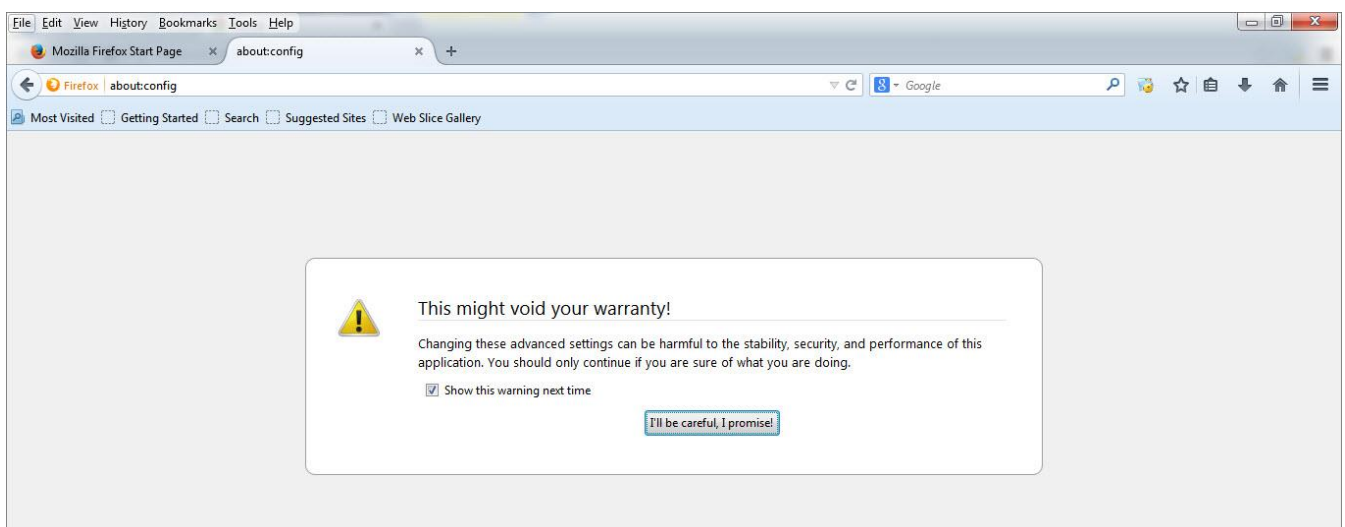 File Edit View History Bookmarks Tools Help
Mozilla Firefox Start Page about:config
Firefox about:config Google
Most Visited Getting Started Search Suggested Sites Web Slice Gallery
This might void your warranty!
Changing these advanced settings can be harmful to the stability, security, and performance of this
application. You should only continue if you are sure of what you are doing.
Show this warning next time
I'll be careful, I promise!